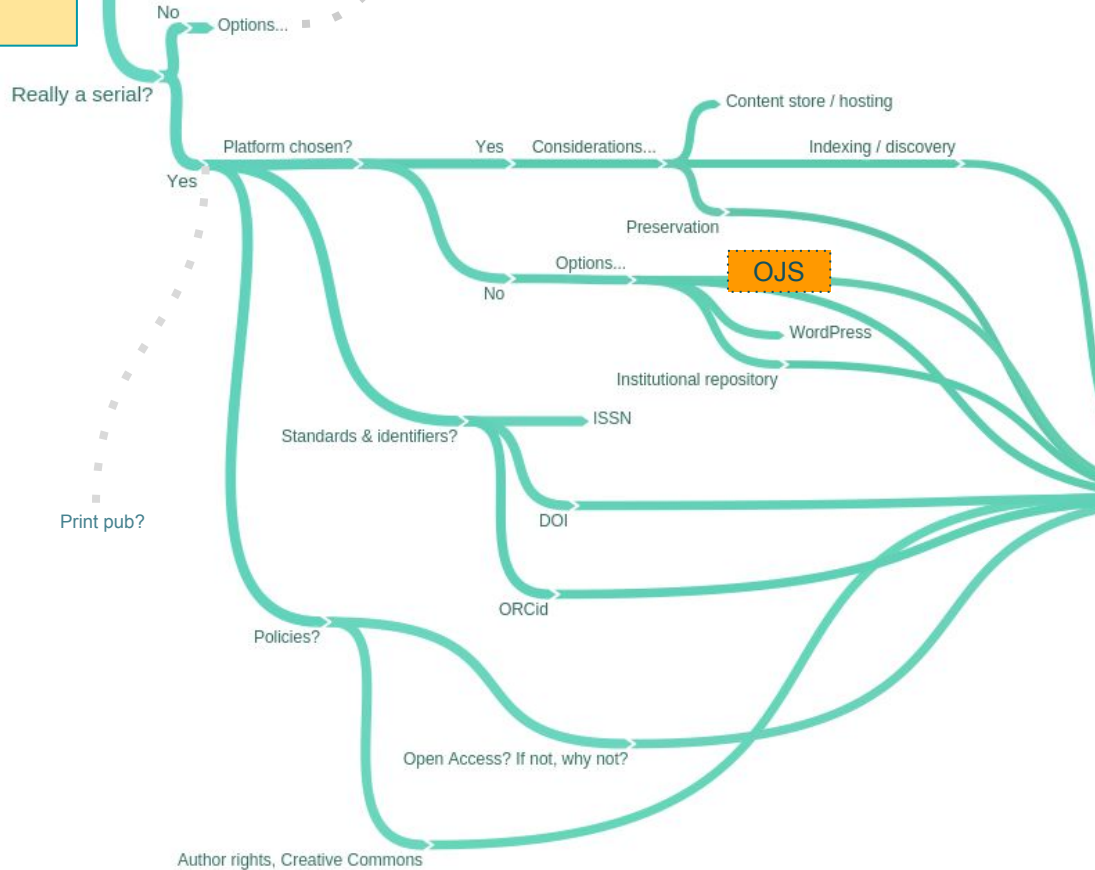 No
Options...
Really a serial?
Yes
Platform chosen?
Yes
Considerations...
Content store / hosting
Indexing / discovery
Preservation
No
Options...
OJS
WordPress
Institutional repository
Standards & identifiers?
ISSN
DOI
ORCid
Print pub?
Policies?
Open Access? If not, why not?
Author rights, Creative Commons